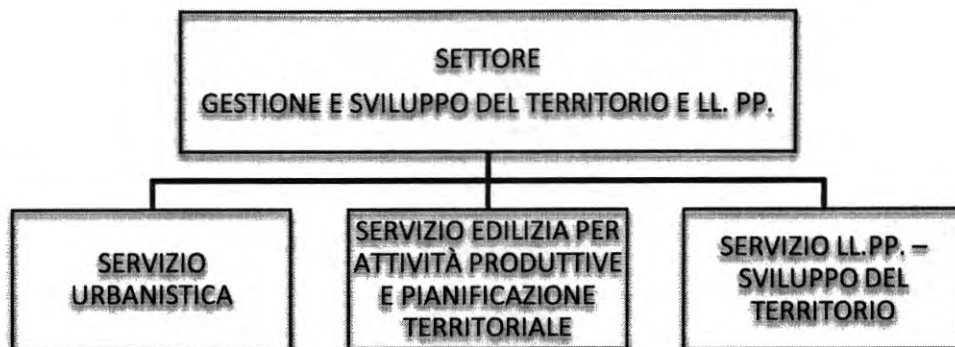 SETTORE
GESTIONE E SVILUPPO DEL TERRITORIO E LL. PP.
SERVIZIO
URBANISTICA
SERVIZIO EDILIZIA PER
ATTIVITÀ PRODUTTIVE
E PIANIFICAZIONE
TERRITORIALE
SERVIZIO LL.PP. –
SVILUPPO DEL
TERRITORIO